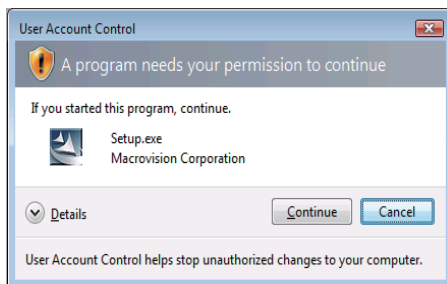 User Account Control
A program needs your permission to continue
If you started this program, continue.
Setup.exe
Macrovision Corporation
Details
Continue
Cancel
User Account Control helps stop unauthorized changes to your computer.